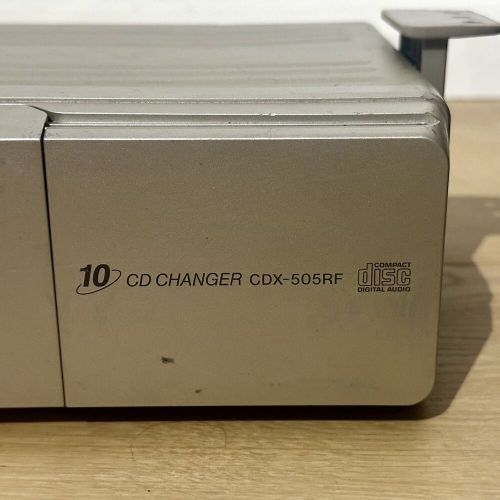 10 CD CHANGER CDX-505RF
COMPACT
disc
DIGITAL AUDIO